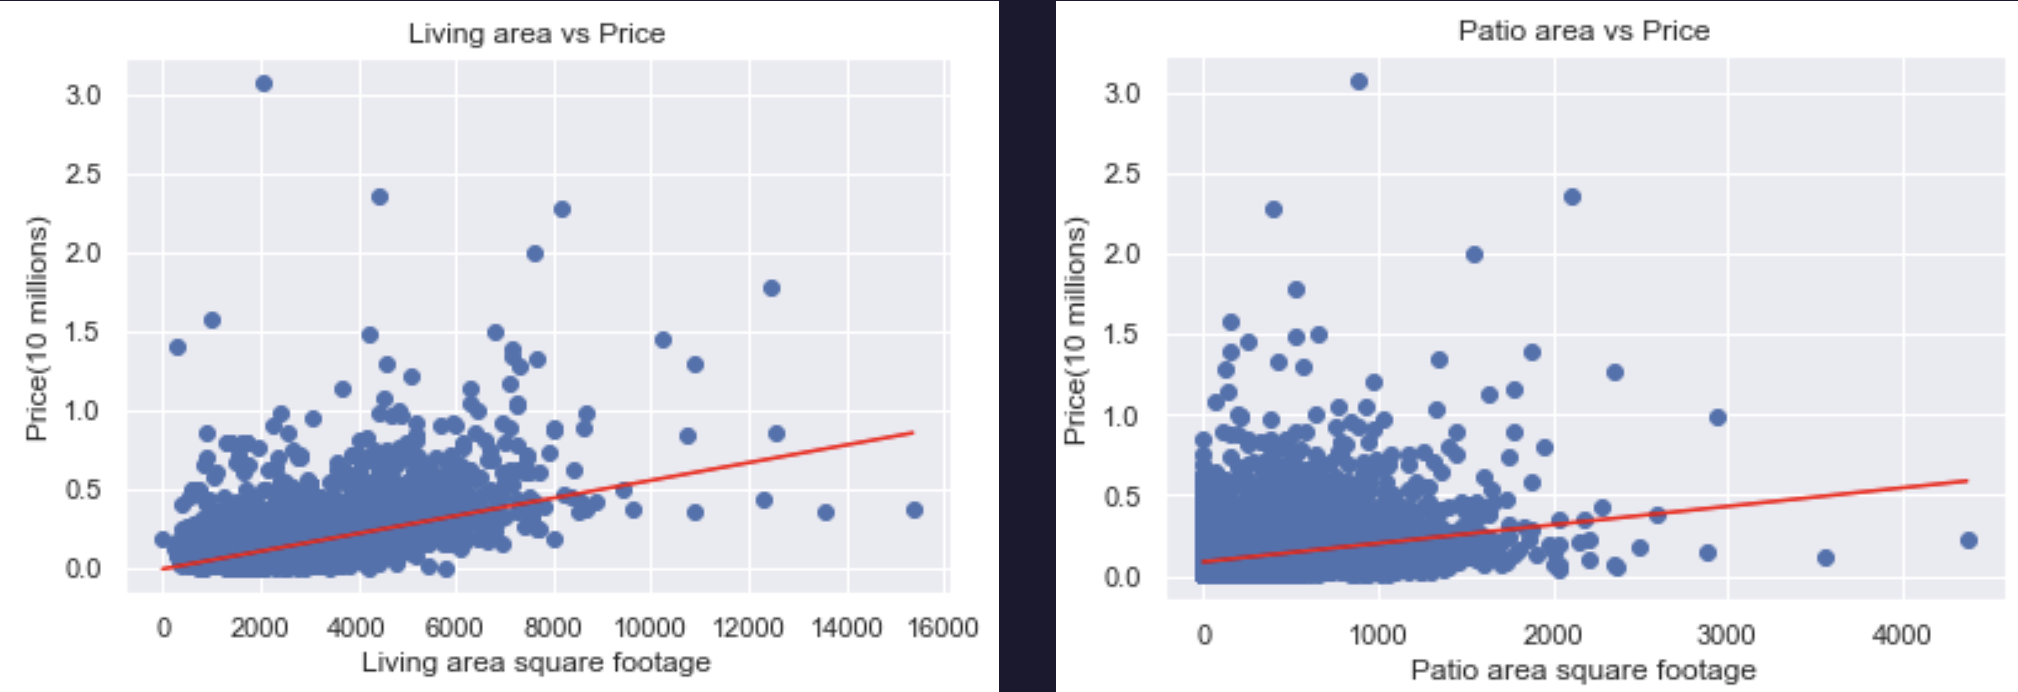 Living area vs Price
Price(10 millions)
3.0
2.5
2.0
1.5
1.0
0.5
0.0
0 2000 4000 6000 8000 10000 12000 14000 16000
Living area square footage
Patio area vs Price
Price(10 millions)
3.0
2.5
2.0
1.5
1.0
0.5
0.0
0 1000 2000 3000 4000
Patio area square footage